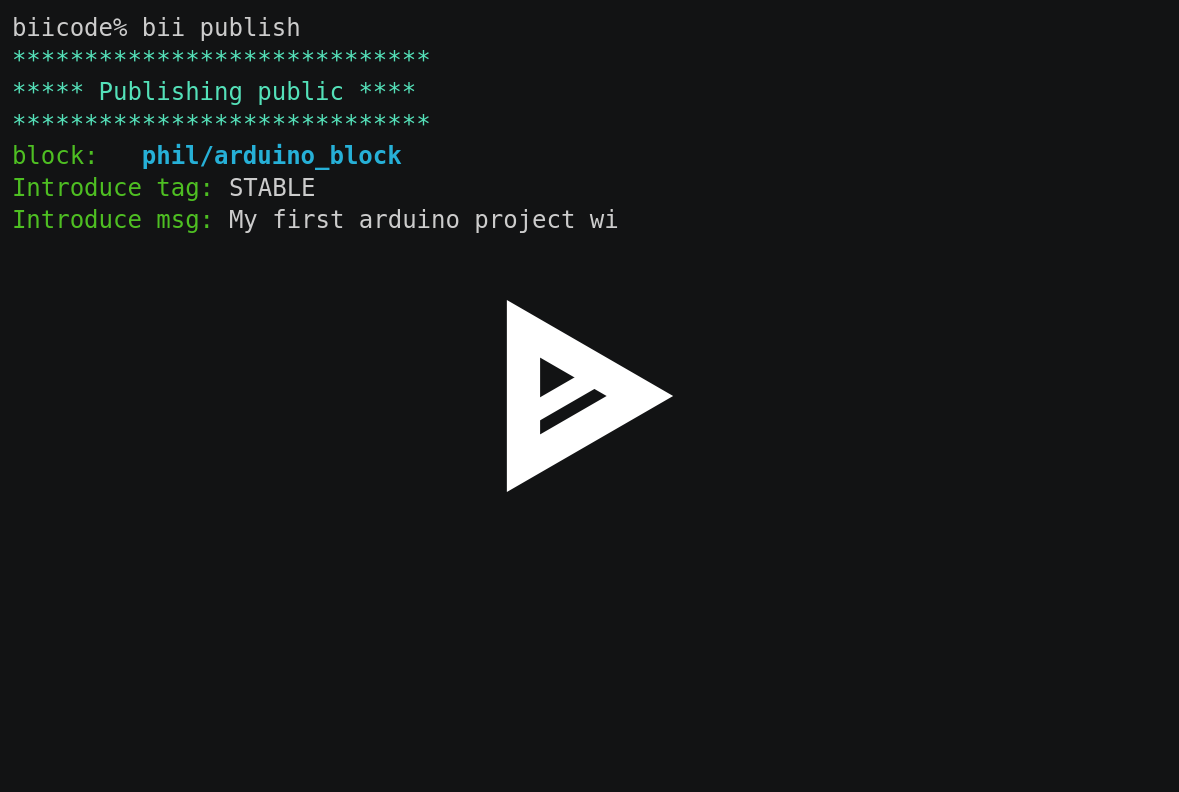 biicode% bii publish
*****************************
***** Publishing public ****
*****************************
block:   phil/arduino_block
Introduce tag: STABLE
Introduce msg: My first arduino project wi